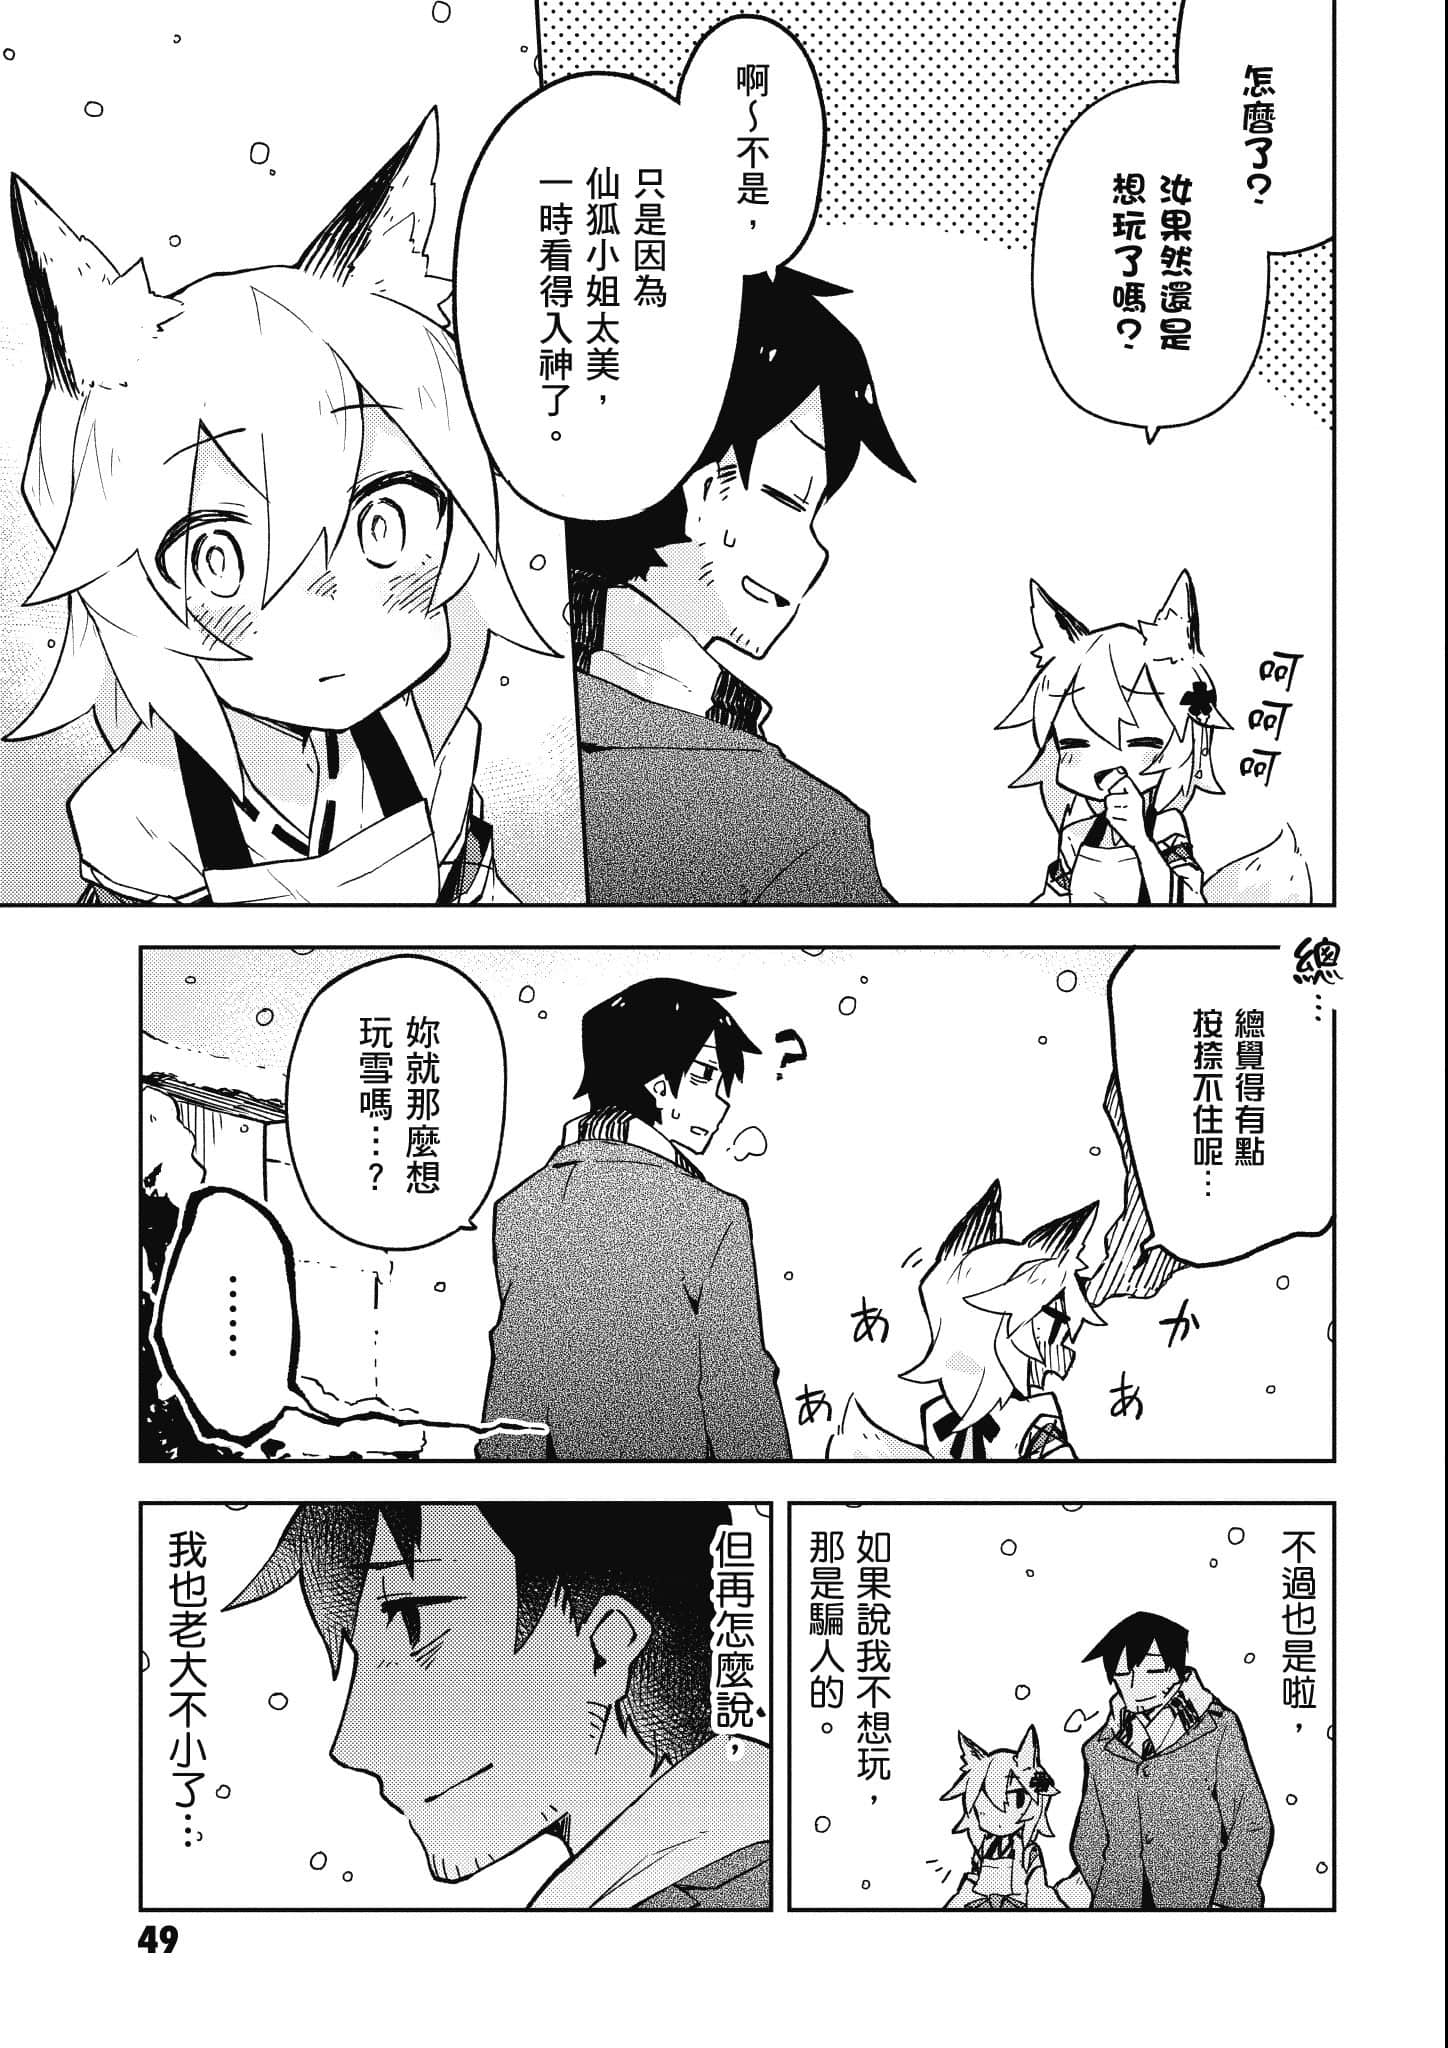 怎麼了?
汝果然還是
想玩了嗎?
呵
呵
呵
啊~不是，
只是因為
仙狐小姐太美，
一時看得入神了。
總…
總覺得有點
按捺不住呢…
か
あ
あ
あ
?
妳就那麼想
玩雪嗎…?
……
不過也是啦，
如果說我不想玩，
那是騙人的。
但再怎麼說，
我也老大不小了…
49